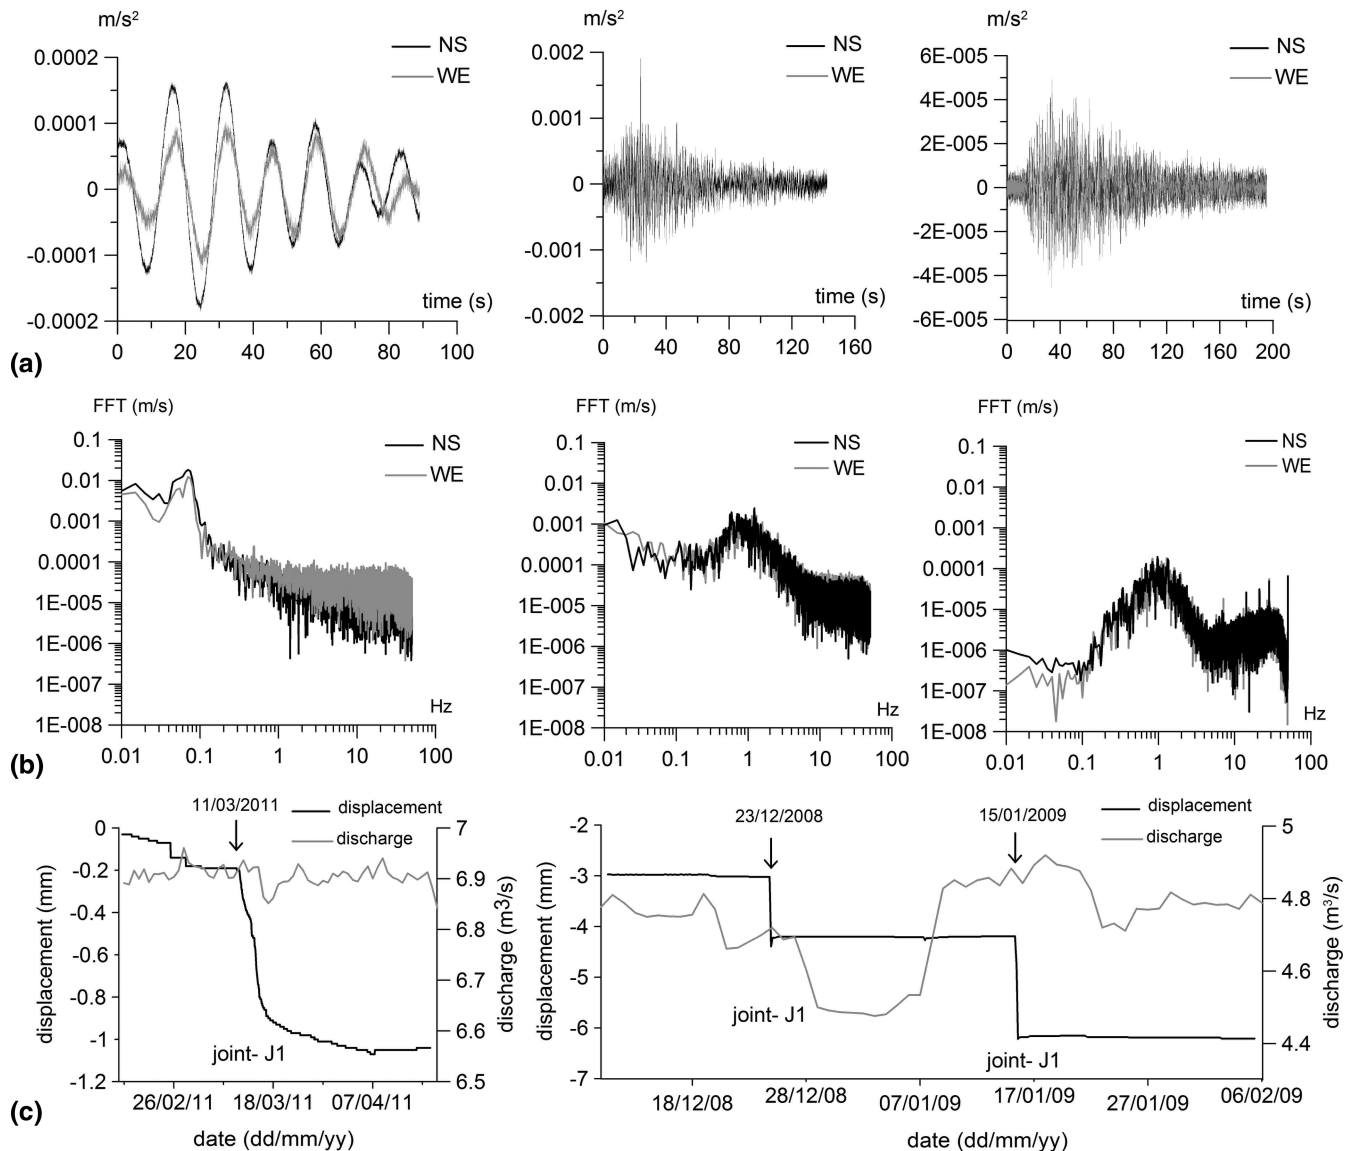 m/s²
NS
WE
0.0002
0.0001
0
-0.0001
-0.0002
time (s)
0 20 40 60 80 100
m/s²
NS
WE
0.002
0.001
0
-0.001
-0.002
time (s)
0 40 80 120 160
m/s²
NS
WE
6E-005
4E-005
2E-005
0
-2E-005
-4E-005
-6E-005
time (s)
0 40 80 120 160 200
(a)
FFT (m/s)
NS
WE
0.1
0.01
0.001
0.0001
1E-005
1E-006
1E-007
1E-008
Hz
0.01 0.1 1 10 100
FFT (m/s)
NS
WE
0.1
0.01
0.001
0.0001
1E-005
1E-006
1E-007
1E-008
Hz
0.01 0.1 1 10 100
FFT (m/s)
NS
WE
0.1
0.01
0.001
0.0001
1E-005
1E-006
1E-007
1E-008
Hz
0.01 0.1 1 10 100
(b)
11/03/2011
displacement
discharge
displacement (mm)
0
-0.2
-0.4
-0.6
-0.8
-1
-1.2
7
6.9
6.8
6.7
6.6
6.5
discharge (m3/s)
joint- J1
26/02/11 18/03/11 07/04/11
date (dd/mm/yy)
23/12/2008
15/01/2009
displacement
discharge
displacement (mm)
-2
-3
-4
-5
-6
-7
5
4.8
4.6
4.4
discharge (m³/s)
joint- J1
joint- J1
18/12/08 28/12/08 07/01/09 17/01/09 27/01/09 06/02/09
date (dd/mm/yy)
(c)